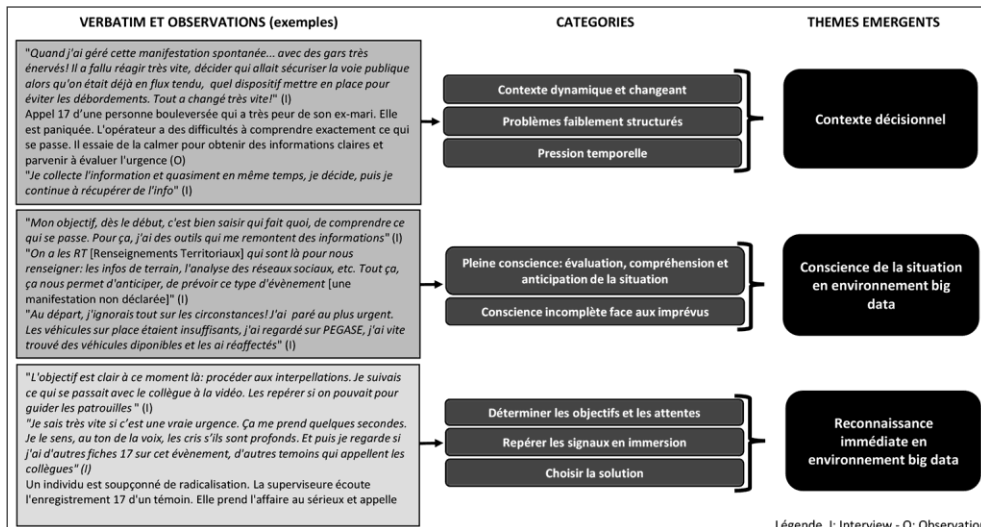 VERBATIM ET OBSERVATIONS (exemples)
CATEGORIES
THEMES EMERGENTS
"Quand j'ai géré cette manifestation spontanée... avec des gars très
énervés! Il a fallu réagir très vite, décider qui allait sécuriser la voie publique
alors qu'on était déjà en flux tendu, quel dispositif mettre en place pour
éviter les débordements. Tout a changé très vite!" (I)
Appel 17 d'une personne bouleversée qui a très peur de son ex-mari. Elle
est paniquée. L'opérateur a des difficultés à comprendre exactement ce qui
se passe. Il essaie de la calmer pour obtenir des informations claires et
parvenir à évaluer l'urgence (O)
"Je collecte l'information et quasiment en même temps, je décide, puis je
continue à récupérer de l'info" (I)
Contexte dynamique et changeant
Problèmes faiblement structurés
Pression temporelle
Contexte décisionnel
"Mon objectif, dès le début, c'est bien saisir qui fait quoi, de comprendre ce
qui se passe. Pour ça, j'ai des outils qui me remontent des informations" (I)
"On a les RT [Renseignements Territoriaux] qui sont là pour nous
renseigner: les infos de terrain, l'analyse des réseaux sociaux, etc. Tout ça,
ça nous permet d'anticiper, de prévoir ce type d'évènement [une
manifestation non déclarée]" (I)
"Au départ, j'ignorais tout sur les circonstances! J'ai paré au plus urgent.
Les véhicules sur place étaient insuffisants, j'ai regardé sur PEGASE, j'ai vite
trouvé des véhicules diponibles et les ai réaffectés" (I)
Pleine conscience: évaluation, compréhension et
anticipation de la situation
Conscience incomplète face aux imprévus
Conscience de la situation
en environnement big
data
"L'objectif est clair à ce moment là: procéder aux interpellations. Je suivais
ce qui se passait avec le collègue à la vidéo. Les repérer si on pouvait pour
guider les patrouilles " (I)
"Je sais très vite si c'est une vraie urgence. Ça me prend quelques secondes.
Je le sens, au ton de la voix, les cris s'ils sont profonds. Et puis je regarde si
j'ai d'autres fiches 17 sur cet évènement, d'autres temoins qui appellent les
collègues" (I)
Un individu est soupçonné de radicalisation. La superviseure écoute
l'enregistrement 17 d'un témoin. Elle prend l'affaire au sérieux et appelle
Déterminer les objectifs et les attentes
Repérer les signaux en immersion
Choisir la solution
Reconnaissance
immédiate en
environnement big data
Légende I: Interview - O: Observation